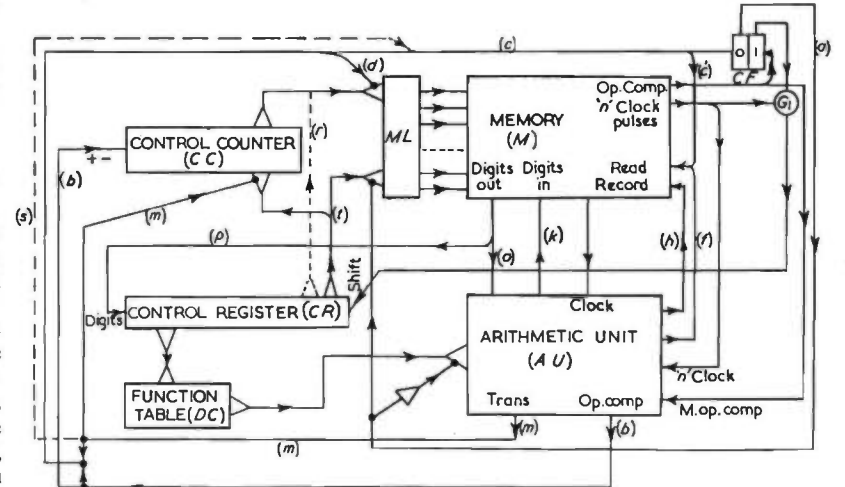 (c)
(a)
0 1
CF
(c)
G1
(d)
Op.Comp.
'n' Clock
pulses
MEMORY
(M)
ML
(r)
CONTROL COUNTER
(CC)
+-
(b)
Digits
out
Digits
in
Read
Record
(s)
(m)
(t)
(p)
(o)
(k)
(h)
(f)
Shift
Digits
CONTROL REGISTER (CR)
Clock
ARITHMETIC UNIT
(AU)
'n' Clock
FUNCTION
TABLE (DC)
Trans
Op.comp
M.op.comp
(m)
(m)
(b)